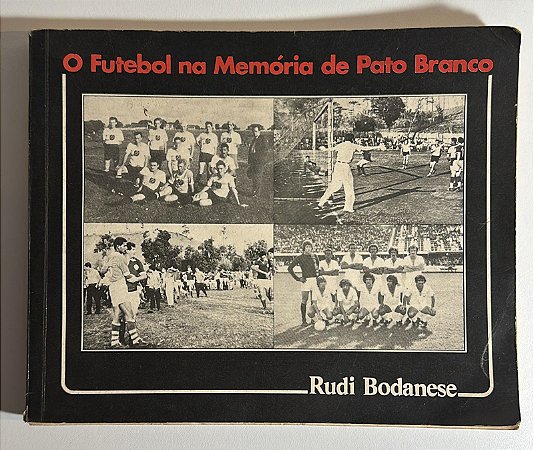 O Futebol na Memória de Pato Branco
Rudi Bodanese